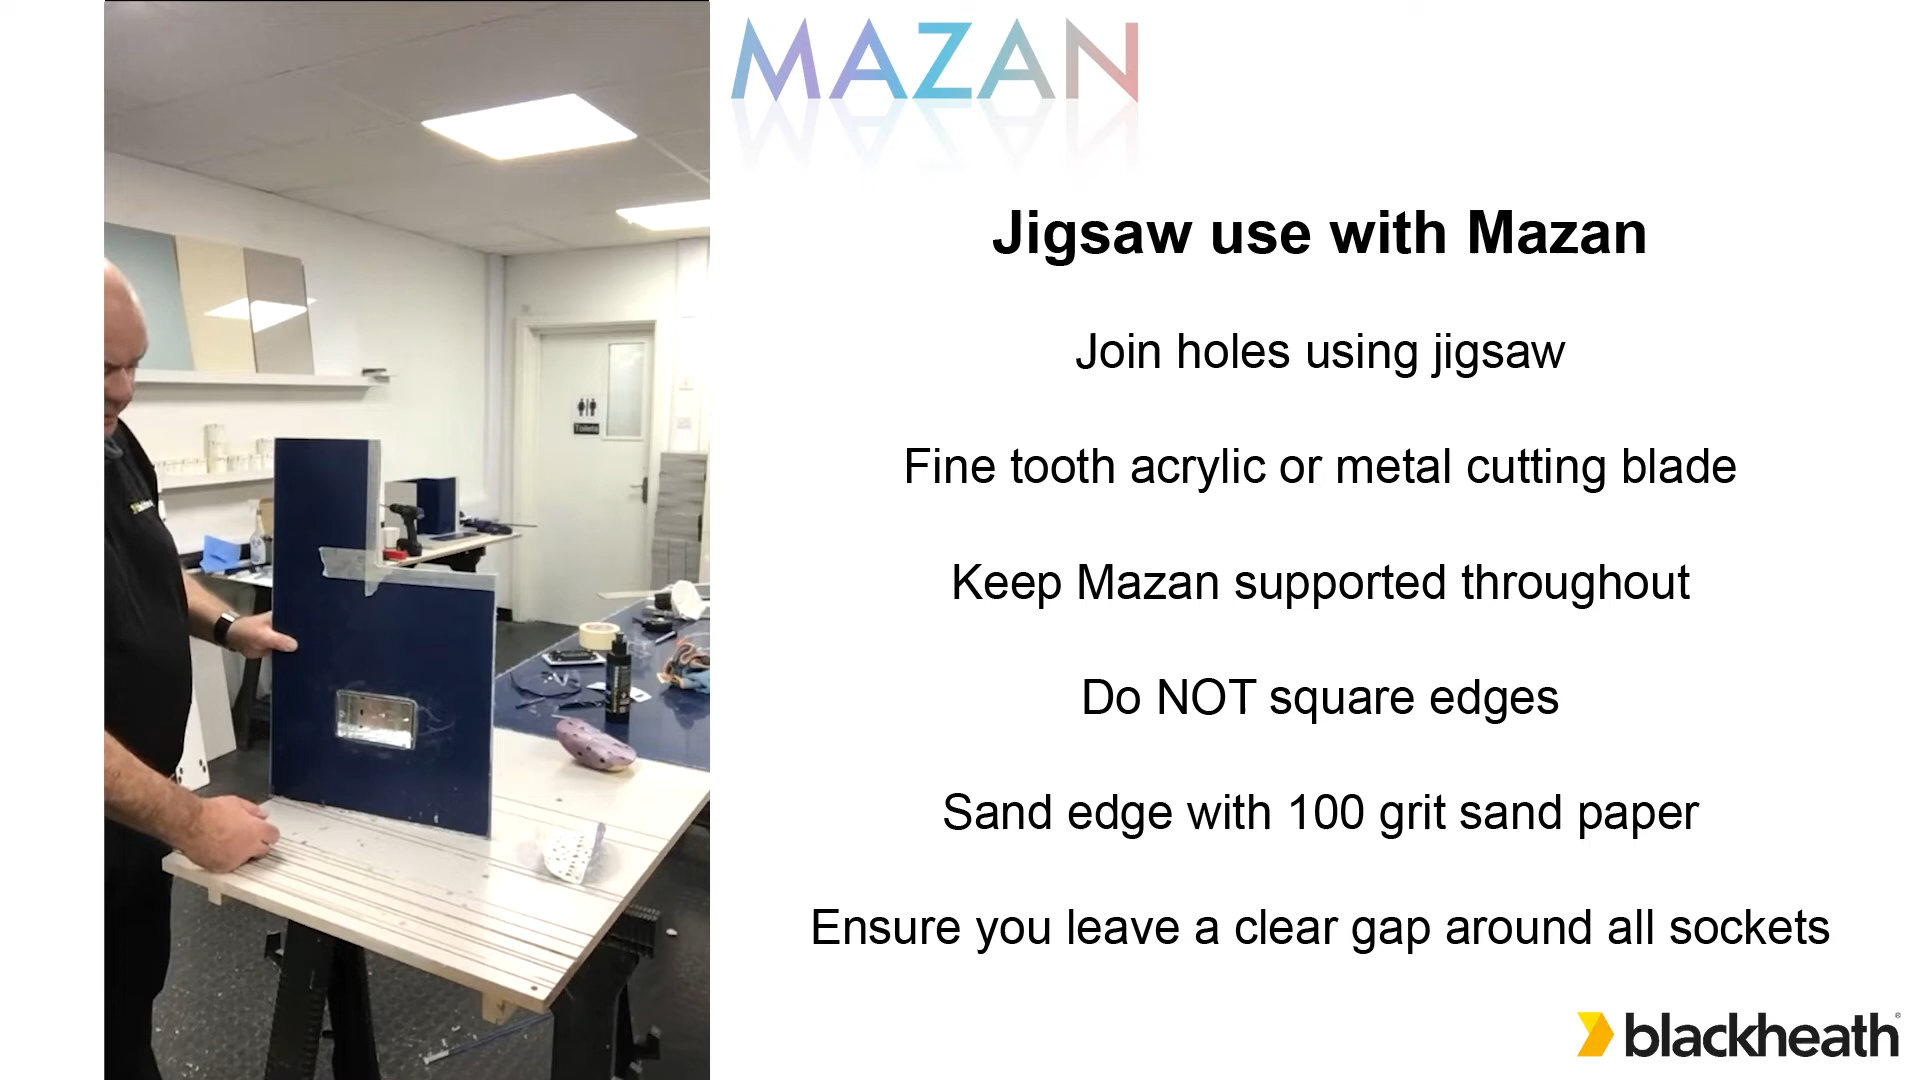 MAZAN
Jigsaw use with Mazan
Join holes using jigsaw
Fine tooth acrylic or metal cutting blade
Keep Mazan supported throughout
Do NOT square edges
Sand edge with 100 grit sand paper
Ensure you leave a clear gap around all sockets
Toilets
blackheath